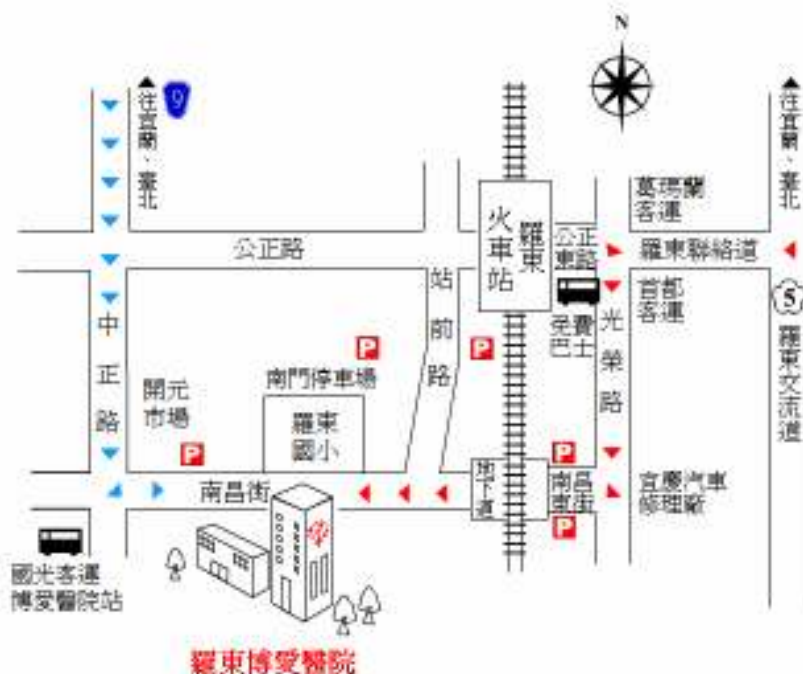 N
9
往宜蘭、臺北
往宜蘭、臺北
葛瑪蘭
客運
羅東
火車站
公正
東路
公正路
羅東聯絡道
站前路
首都
客運
5
免費
巴士
光榮路
羅東交流道
中正路
P
P
南門停車場
開元
市場
羅東
國小
P
P
南昌街
地下道
南昌
東街
宜慶汽車
修理廠
P
國光客運
博愛醫院站
羅東博愛醫院